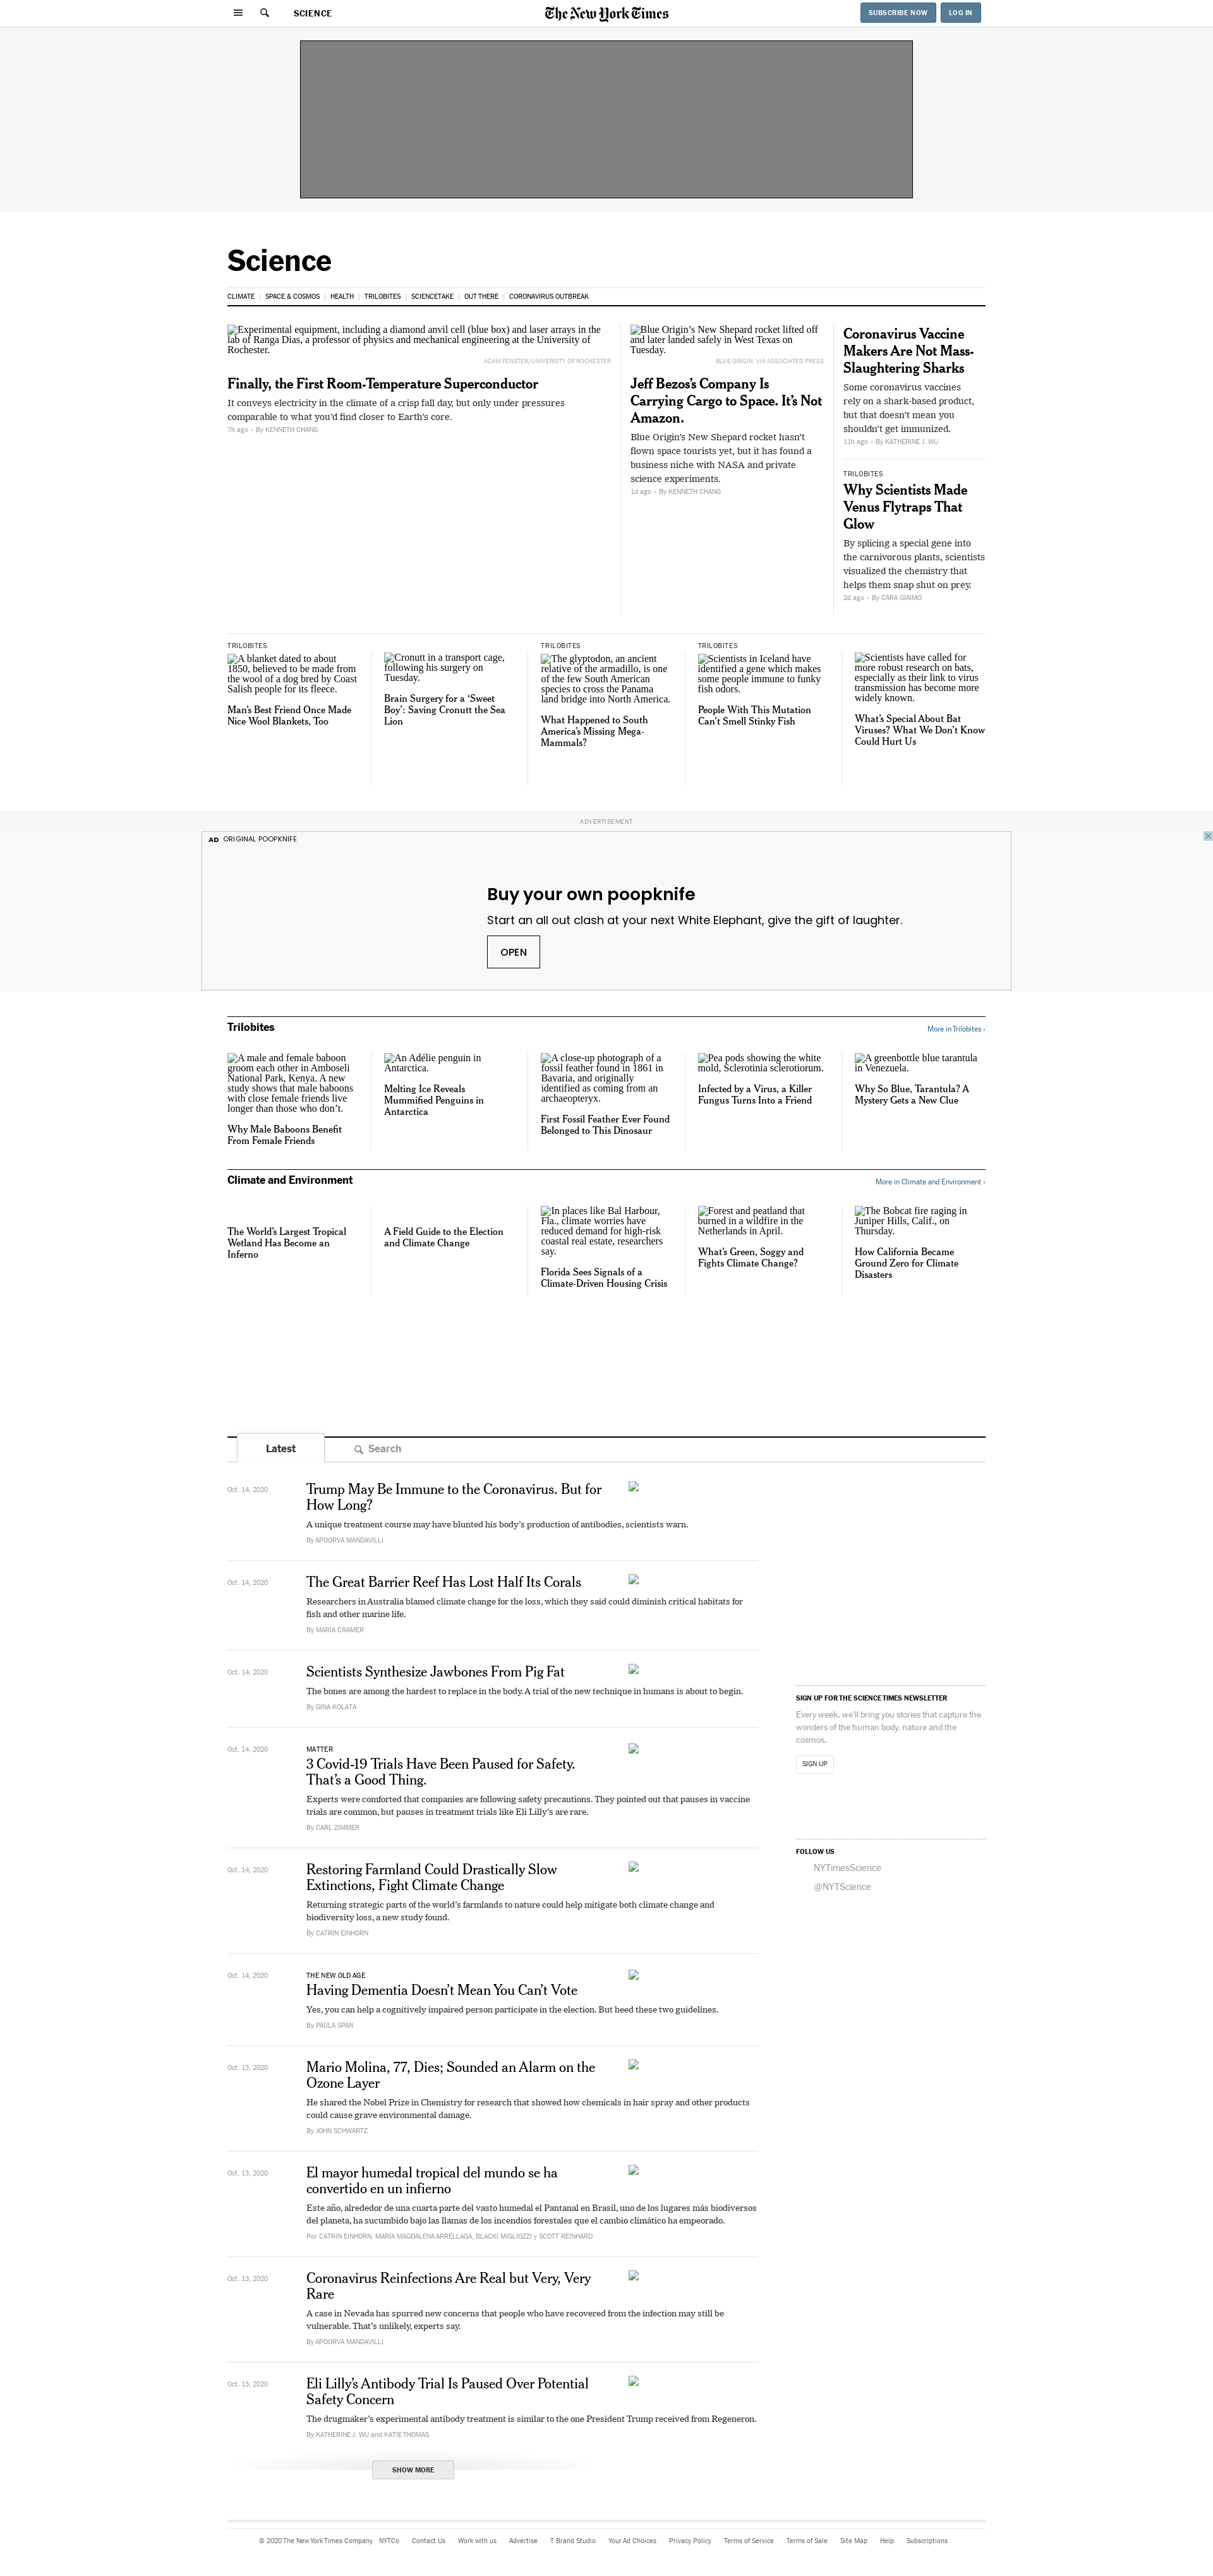 SCIENCE
The New York Times
SUBSCRIBE NOW
LOG IN
Science
CLIMATE | SPACE & COSMOS | HEALTH | TRILOBITES | SCIENCETAKE | OUT THERE | CORONAVIRUS OUTBREAK
Experimental equipment, including a diamond anvil cell (blue box) and laser arrays in the
lab of Ranga Dias, a professor of physics and mechanical engineering at the University of
Rochester.
ADAM FENSTER/UNIVERSITY OF ROCHESTER
Finally, the First Room-Temperature Superconductor
It conveys electricity in the climate of a crisp fall day, but only under pressures
comparable to what you'd find closer to Earth's core.
7h ago - By KENNETH CHANG
Blue Origin's New Shepard rocket lifted off
and later landed safely in West Texas on
Tuesday.
BLUE ORIGIN, VIA ASSOCIATED PRESS
Jeff Bezos's Company Is
Carrying Cargo to Space. It's Not
Amazon.
Blue Origin's New Shepard rocket hasn't
flown space tourists yet, but it has found a
business niche with NASA and private
science experiments.
1d ago - By KENNETH CHANG
Coronavirus Vaccine
Makers Are Not Mass-
Slaughtering Sharks
Some coronavirus vaccines
rely on a shark-based product,
but that doesn't mean you
shouldn't get immunized.
11h ago - By KATHERINE J. WU
TRILOBITES
Why Scientists Made
Venus Flytraps That
Glow
By splicing a special gene into
the carnivorous plants, scientists
visualized the chemistry that
helps them snap shut on prey.
2d ago - By CARA GIAIMO
TRILOBITES
A blanket dated to about
1850, believed to be made from
the wool of a dog bred by Coast
Salish people for its fleece.
Man's Best Friend Once Made
Nice Wool Blankets, Too
Cronutt in a transport cage,
following his surgery on
Tuesday.
Brain Surgery for a 'Sweet
Boy': Saving Cronutt the Sea
Lion
TRILOBITES
The glyptodon, an ancient
relative of the armadillo, is one
of the few South American
species to cross the Panama
land bridge into North America.
What Happened to South
America's Missing Mega-
Mammals?
TRILOBITES
Scientists in Iceland have
identified a gene which makes
some people immune to funky
fish odors.
People With This Mutation
Can't Smell Stinky Fish
Scientists have called for
more robust research on bats,
especially as their link to virus
transmission has become more
widely known.
What's Special About Bat
Viruses? What We Don't Know
Could Hurt Us
ADVERTISEMENT
AD ORIGINAL POOPKNIFE
Buy your own poopknife
Start an all out clash at your next White Elephant, give the gift of laughter.
OPEN
Trilobites
More in Trilobites ›
A male and female baboon
groom each other in Amboseli
National Park, Kenya. A new
study shows that male baboons
with close female friends live
longer than those who don't.
Why Male Baboons Benefit
From Female Friends
An Adélie penguin in
Antarctica.
Melting Ice Reveals
Mummified Penguins in
Antarctica
A close-up photograph of a
fossil feather found in 1861 in
Bavaria, and originally
identified as coming from an
archaeopteryx.
First Fossil Feather Ever Found
Belonged to This Dinosaur
Pea pods showing the white
mold, Sclerotinia sclerotiorum.
Infected by a Virus, a Killer
Fungus Turns Into a Friend
A greenbottle blue tarantula
in Venezuela.
Why So Blue, Tarantula? A
Mystery Gets a New Clue
Climate and Environment
More in Climate and Environment ›
The World's Largest Tropical
Wetland Has Become an
Inferno
A Field Guide to the Election
and Climate Change
In places like Bal Harbour,
Fla., climate worries have
reduced demand for high-risk
coastal real estate, researchers
say.
Florida Sees Signals of a
Climate-Driven Housing Crisis
Forest and peatland that
burned in a wildfire in the
Netherlands in April.
What's Green, Soggy and
Fights Climate Change?
The Bobcat fire raging in
Juniper Hills, Calif., on
Thursday.
How California Became
Ground Zero for Climate
Disasters
Latest
Search
Oct. 14, 2020
Trump May Be Immune to the Coronavirus. But for
How Long?
A unique treatment course may have blunted his body's production of antibodies, scientists warn.
By APOORVA MANDAVILLI
Oct. 14, 2020
The Great Barrier Reef Has Lost Half Its Corals
Researchers in Australia blamed climate change for the loss, which they said could diminish critical habitats for
fish and other marine life.
By MARIA CRAMER
Oct. 14, 2020
Scientists Synthesize Jawbones From Pig Fat
The bones are among the hardest to replace in the body. A trial of the new technique in humans is about to begin.
By GINA KOLATA
Oct. 14, 2020
MATTER
3 Covid-19 Trials Have Been Paused for Safety.
That's a Good Thing.
Experts were comforted that companies are following safety precautions. They pointed out that pauses in vaccine
trials are common, but pauses in treatment trials like Eli Lilly's are rare.
By CARL ZIMMER
Oct. 14, 2020
Restoring Farmland Could Drastically Slow
Extinctions, Fight Climate Change
Returning strategic parts of the world's farmlands to nature could help mitigate both climate change and
biodiversity loss, a new study found.
By CATRIN EINHORN
Oct. 14, 2020
THE NEW OLD AGE
Having Dementia Doesn't Mean You Can't Vote
Yes, you can help a cognitively impaired person participate in the election. But heed these two guidelines.
By PAULA SPAN
Oct. 13, 2020
Mario Molina, 77, Dies; Sounded an Alarm on the
Ozone Layer
He shared the Nobel Prize in Chemistry for research that showed how chemicals in hair spray and other products
could cause grave environmental damage.
By JOHN SCHWARTZ
Oct. 13, 2020
El mayor humedal tropical del mundo se ha
convertido en un infierno
Este año, alrededor de una cuarta parte del vasto humedal el Pantanal en Brasil, uno de los lugares más biodiversos
del planeta, ha sucumbido bajo las llamas de los incendios forestales que el cambio climático ha empeorado.
Por CATRIN EINHORN, MARIA MAGDALENA ARRÉLLAGA, BLACKI MIGLIOZZI y SCOTT REINHARD
Oct. 13, 2020
Coronavirus Reinfections Are Real but Very, Very
Rare
A case in Nevada has spurred new concerns that people who have recovered from the infection may still be
vulnerable. That's unlikely, experts say.
By APOORVA MANDAVILLI
Oct. 13, 2020
Eli Lilly's Antibody Trial Is Paused Over Potential
Safety Concern
The drugmaker's experimental antibody treatment is similar to the one President Trump received from Regeneron.
By KATHERINE J. WU and KATIE THOMAS
SHOW MORE
SIGN UP FOR THE SCIENCE TIMES NEWSLETTER
Every week, we'll bring you stories that capture the
wonders of the human body, nature and the
cosmos.
SIGN UP
FOLLOW US
NYTimesScience
@NYTScience
© 2020 The New York Times Company NYTCo Contact Us Work with us Advertise T Brand Studio Your Ad Choices Privacy Policy Terms of Service Terms of Sale Site Map Help Subscriptions